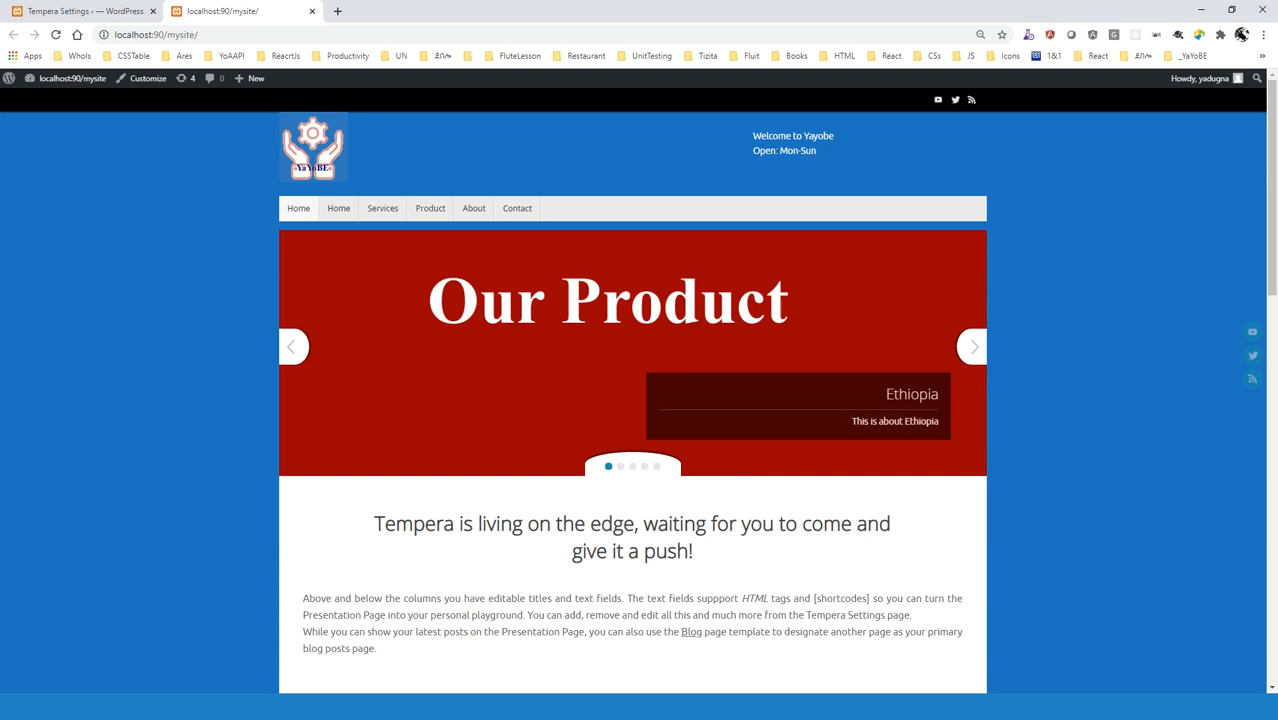 Tempera Settings ‹ — WordPress
localhost:90/mysite/
localhost:90/mysite/
Apps WhoIs CSSTable Ares YoAAPI ReacrtJs Productivity UN FluteLesson Restaurant UnitTesting Tizita Fluit Books HTML React CSs JS Icons 1&1 React _YaYoBE
localhost:90/mysite Customize 4 0 New
Howdy, yadugna
YaYoBE
Welcome to Yayobe
Open: Mon-Sun
Home Home Services Product About Contact
Our Product
Ethiopia
This is about Ethiopia
Tempera is living on the edge, waiting for you to come and
give it a push!
Above and below the columns you have editable titles and text fields. The text fields suppport HTML tags and [shortcodes] so you can turn the
Presentation Page into your personal playground. You can add, remove and edit all this and much more from the Tempera Settings page.
While you can show your latest posts on the Presentation Page, you can also use the Blog page template to designate another page as your primary
blog posts page.